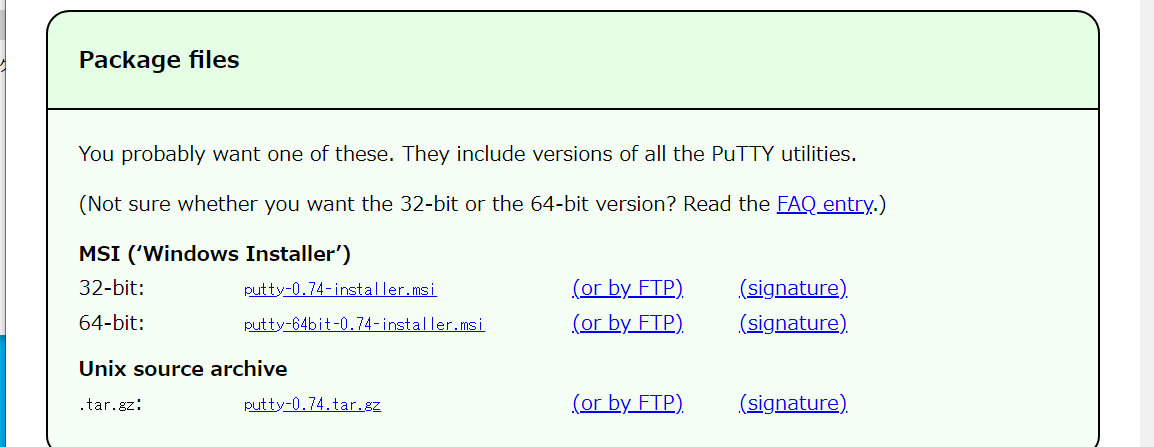 Package files
You probably want one of these. They include versions of all the PuTTY utilities.
(Not sure whether you want the 32-bit or the 64-bit version? Read the FAQ entry.)
MSI (‘Windows Installer’)
32-bit: putty-0.74-installer.msi (or by FTP) (signature)
64-bit: putty-64bit-0.74-installer.msi (or by FTP) (signature)
Unix source archive
.tar.gz: putty-0.74.tar.gz (or by FTP) (signature)